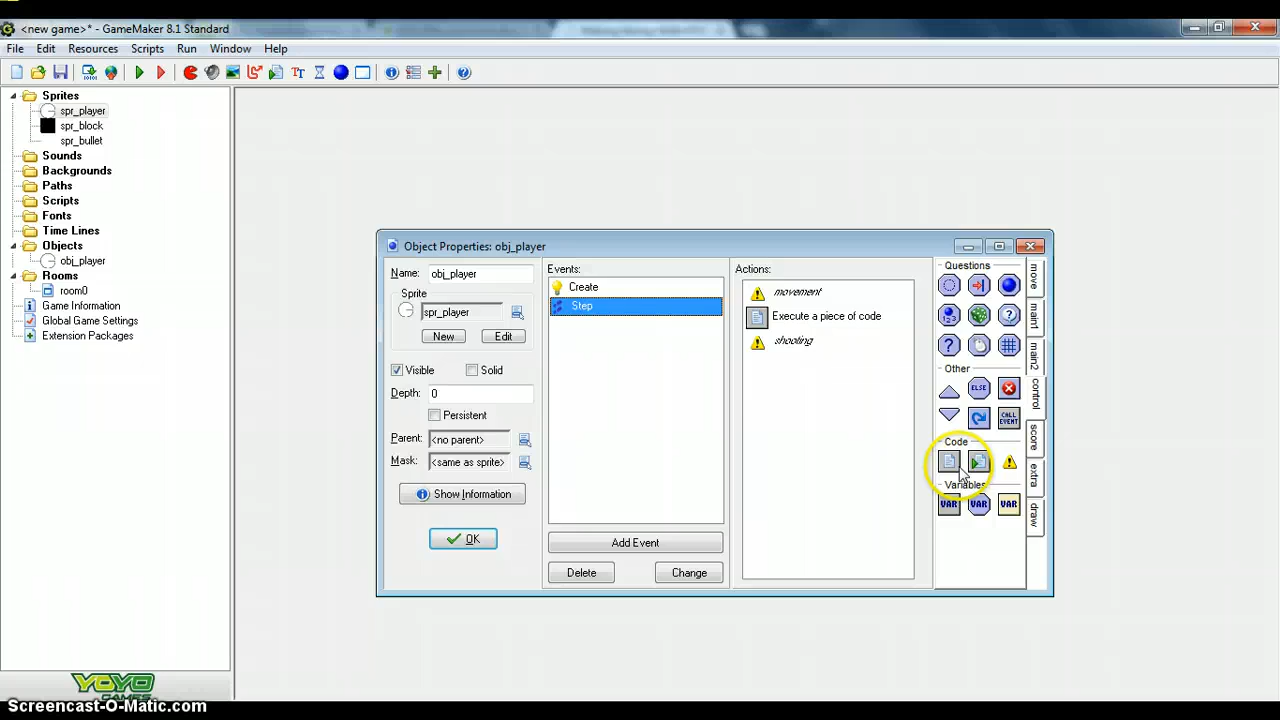 <new game>* - GameMaker 8.1 Standard
File Edit Resources Scripts Run Window Help
Sprites
spr_player
spr_block
spr_bullet
Sounds
Backgrounds
Paths
Scripts
Fonts
Time Lines
Objects
obj_player
Rooms
room0
Game Information
Global Game Settings
Extension Packages
Object Properties: obj_player
Name: obj_player
Sprite
spr_player
New Edit
Visible Solid
Depth: 0
Persistent
Parent: <no parent>
Mask: <same as sprite>
Show Information
OK
Events:
Create
Step
Add Event
Delete Change
Actions:
movement
Execute a piece of code
shooting
Questions
Other
ELSE
CALL EVENT
Code
Variables
VAR VAR VAR
move
main1
main2
control
score
extra
draw
YOYO
GAMES
Screencast-O-Matic.com